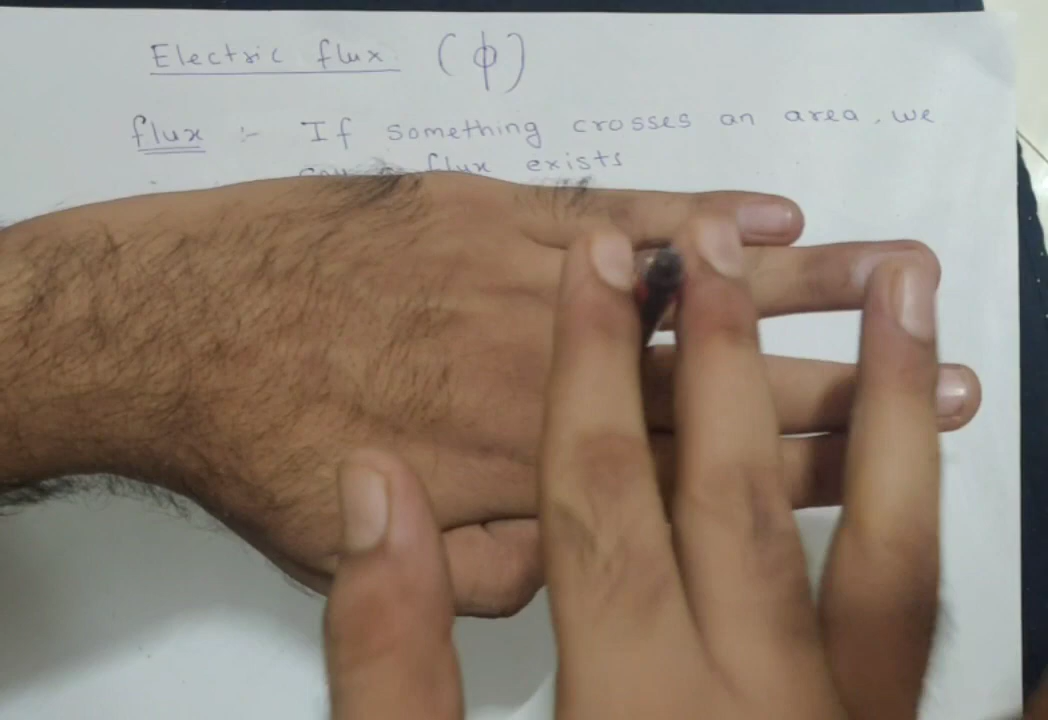 Electric flux (ϕ)
flux :- If something crosses an area, we
flux exists